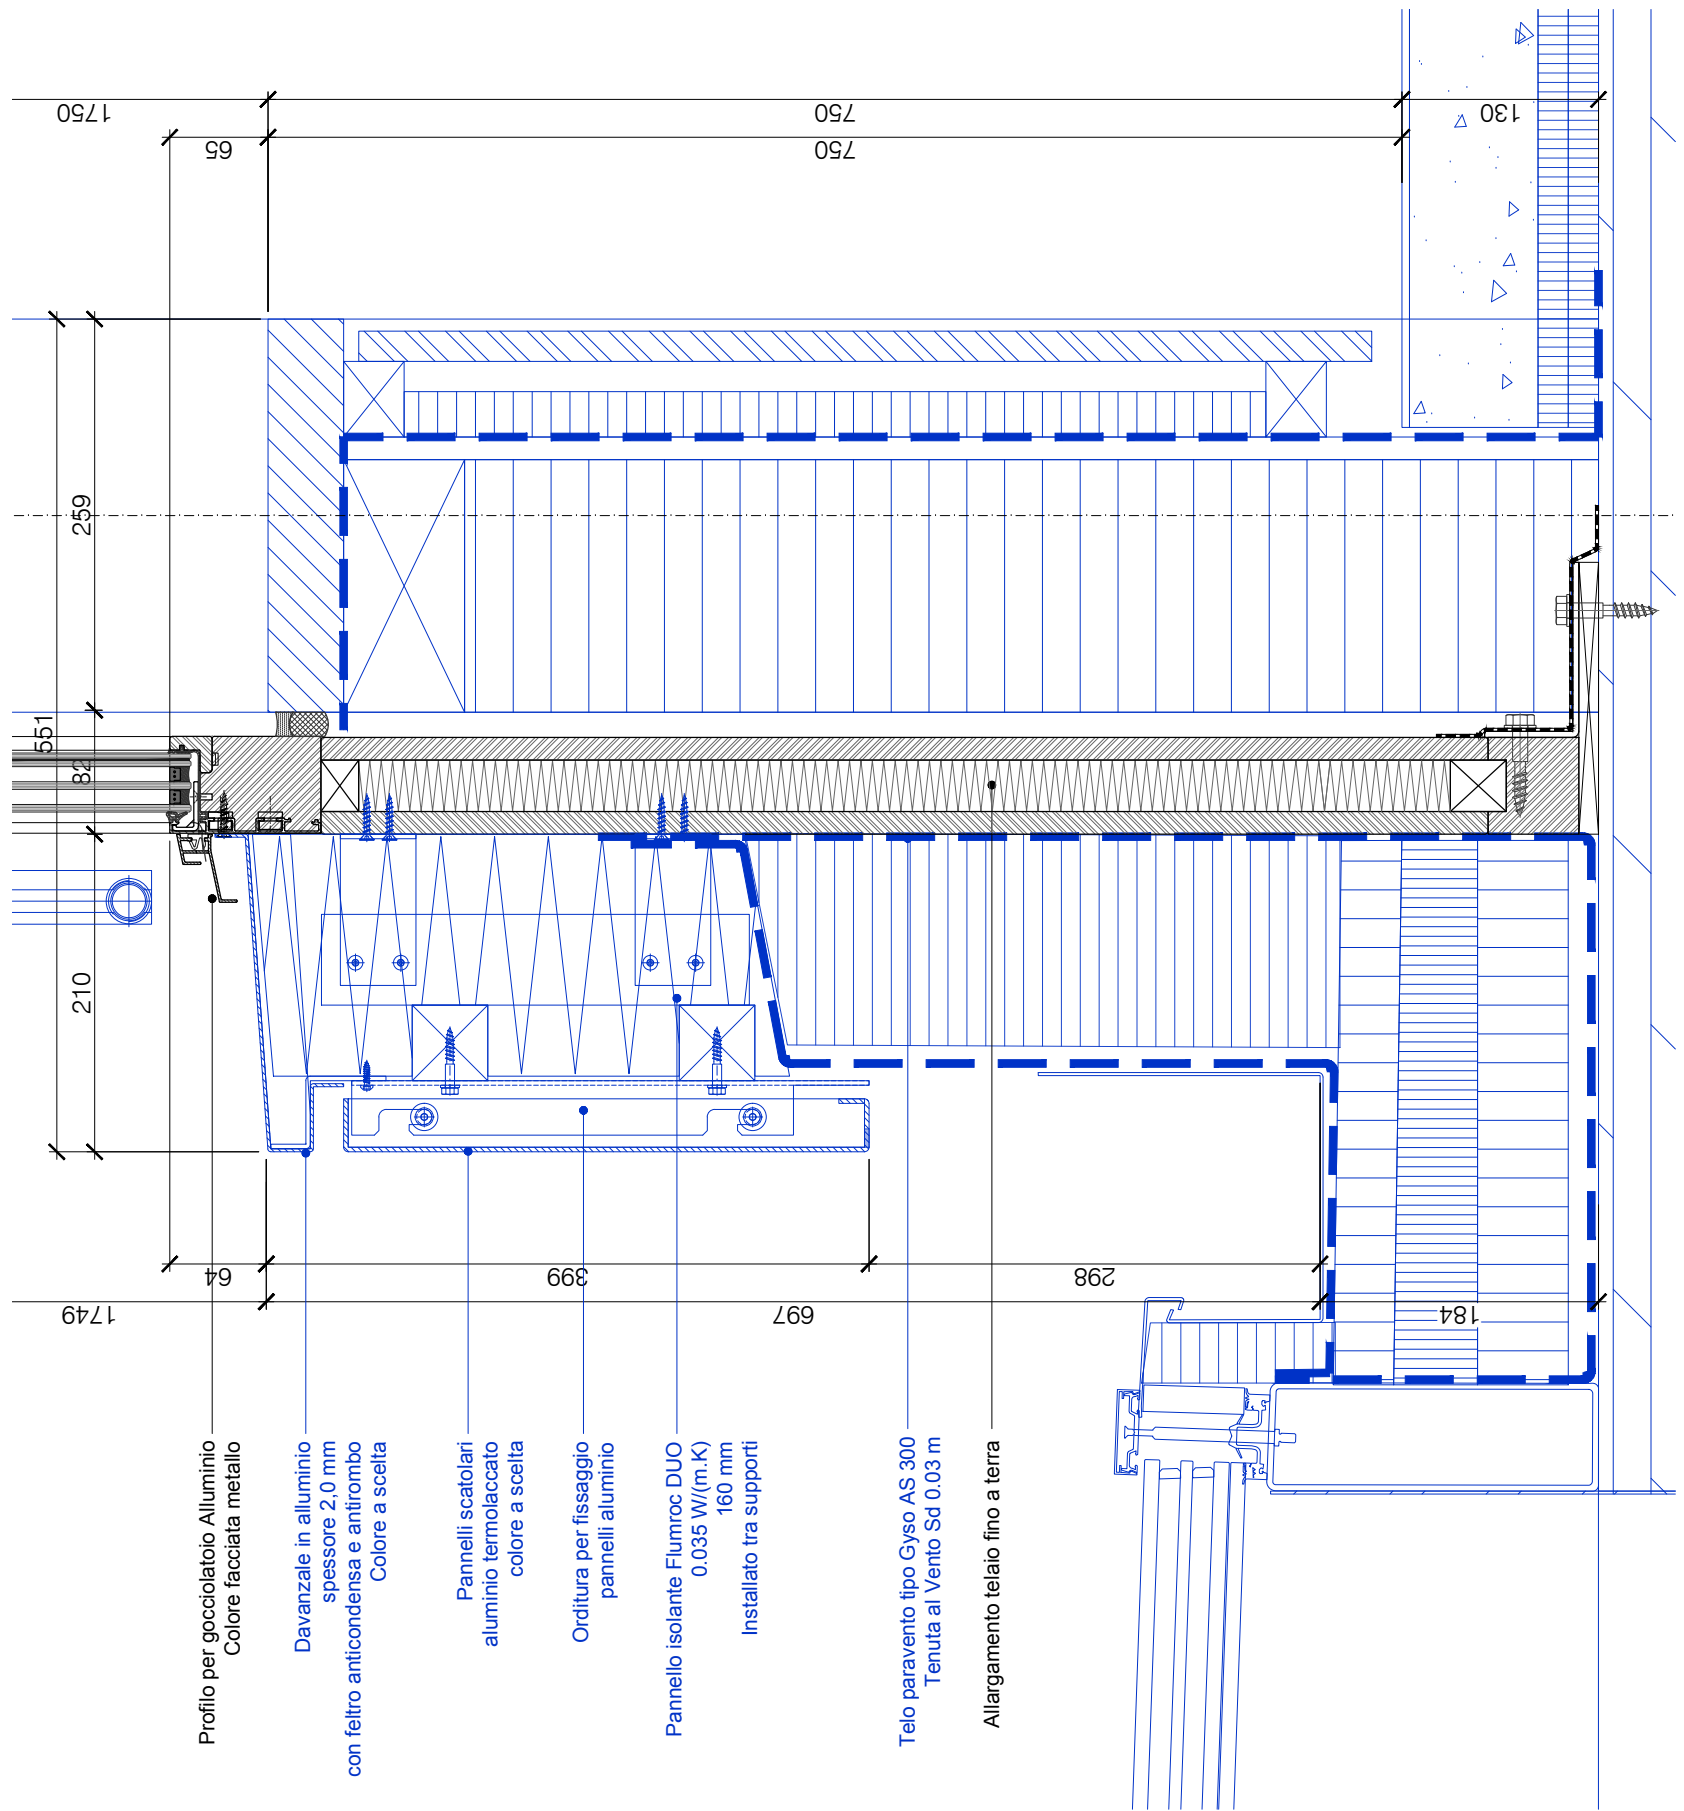 1750
750
130
65
750
259
551
82
210
64
399
298
1749
697
184
Profilo per gocciolatoio Alluminio
Colore facciata metallo
Davanzale in alluminio
spessore 2,0 mm
con feltro anticondensa e antirombo
Colore a scelta
Pannelli scatolari
aluminio termolaccato
colore a scelta
Orditura per fissaggio
pannelli aluminio
Pannello isolante Flumroc DUO
0.035 W/(m.K)
160 mm
Installato tra supporti
Telo paravento tipo Gyso AS 300
Tenuta al Vento Sd 0.03 m
Allargamento telaio fino a terra